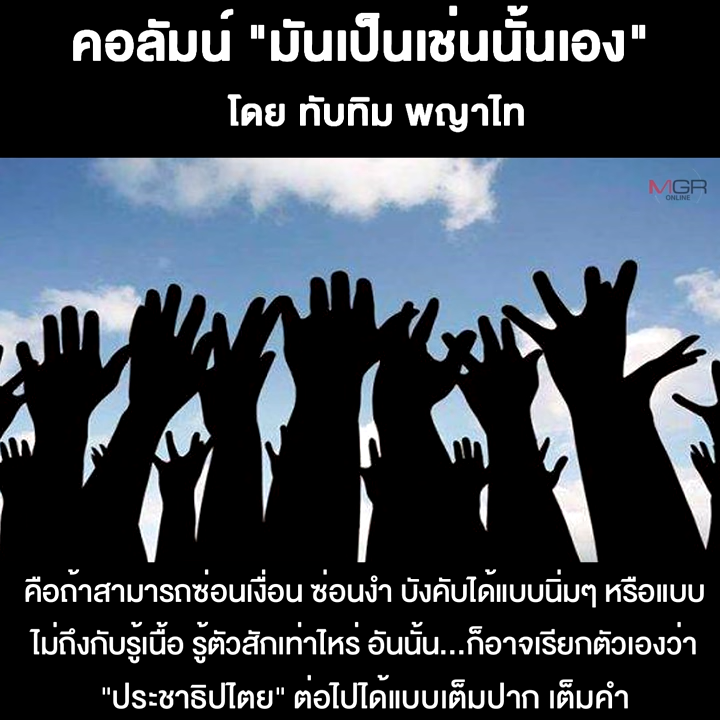 คอลัมน์ "มันเป็นเช่นนั้นเอง"
โดย ทับทิม พญาไท
MGR
ONLINE
คือถ้าสามารถซ่อนเงื่อน ซ่อนงำ บังคับได้แบบนิ่มๆ หรือแบบ
ไม่ถึงกับรู้เนื้อ รู้ตัวสักเท่าไหร่ อันนั้น...ก็อาจเรียกตัวเองว่า
"ประชาธิปไตย" ต่อไปได้แบบเต็มปาก เต็มคำ